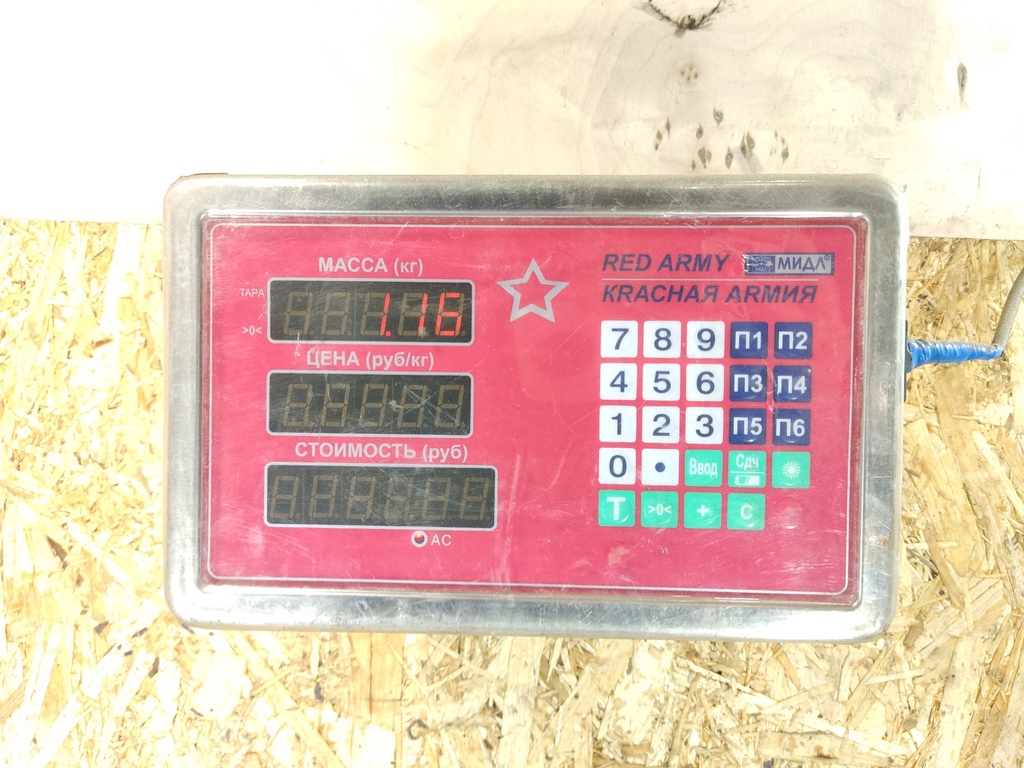 МАССА (кг)
ТАРА
>0<
1.16
ЦЕНА (руб/кг)
СТОИМОСТЬ (руб)
AC
RED ARMY МИДЛ®
КRАСНАЯ АRМИЯ
7 8 9 П1 П2
4 5 6 П3 П4
1 2 3 П5 П6
0 • Ввод Сдч
T >0< + C